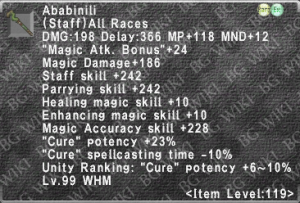 Ababinili
(Staff)All Races
DMG:198 Delay:366 MP+118 MND+12
"Magic Atk. Bonus"+24
Magic Damage+186
Staff skill +242
Parrying skill +242
Healing magic skill +10
Enhancing magic skill +10
Magic Accuracy skill +228
"Cure" potency +23%
"Cure" spellcasting time -10%
Unity Ranking: "Cure" potency +6~10%
Lv.99 WHM
<Item Level:119>